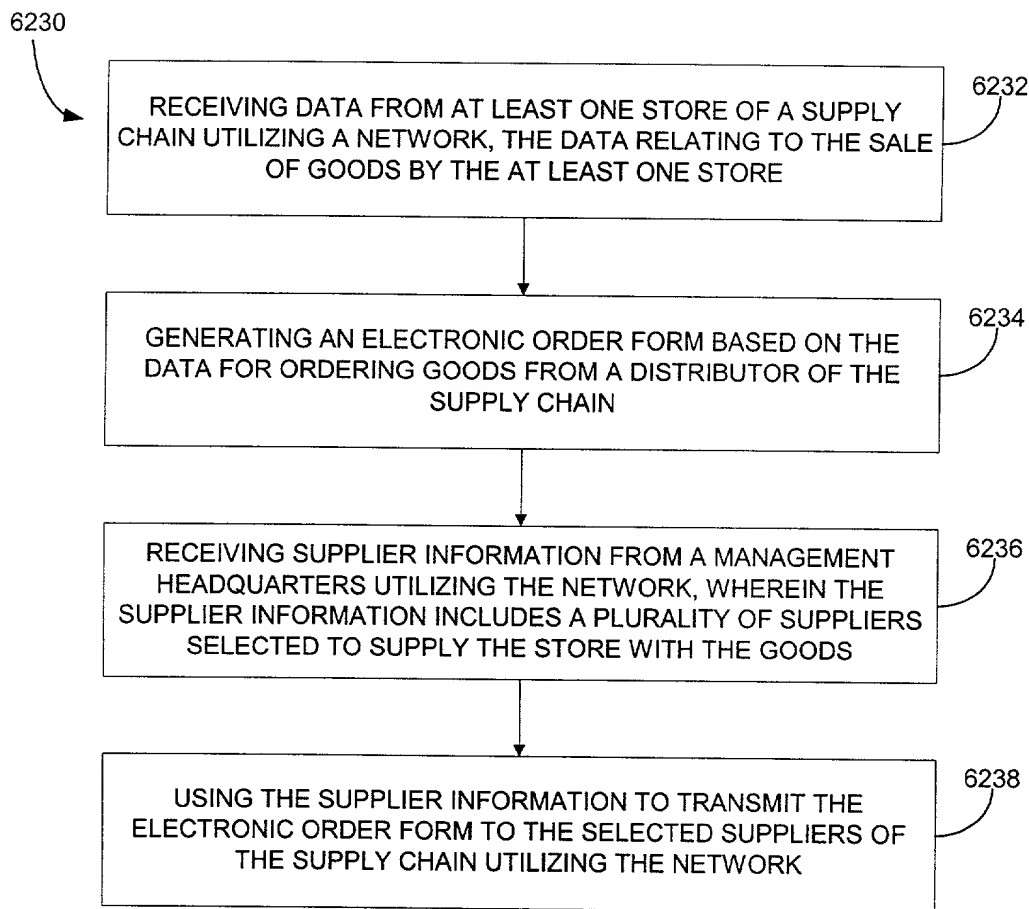 6230
6232
RECEIVING DATA FROM AT LEAST ONE STORE OF A SUPPLY
CHAIN UTILIZING A NETWORK, THE DATA RELATING TO THE SALE
OF GOODS BY THE AT LEAST ONE STORE
6234
GENERATING AN ELECTRONIC ORDER FORM BASED ON THE
DATA FOR ORDERING GOODS FROM A DISTRIBUTOR OF THE
SUPPLY CHAIN
6236
RECEIVING SUPPLIER INFORMATION FROM A MANAGEMENT
HEADQUARTERS UTILIZING THE NETWORK, WHEREIN THE
SUPPLIER INFORMATION INCLUDES A PLURALITY OF SUPPLIERS
SELECTED TO SUPPLY THE STORE WITH THE GOODS
6238
USING THE SUPPLIER INFORMATION TO TRANSMIT THE
ELECTRONIC ORDER FORM TO THE SELECTED SUPPLIERS OF
THE SUPPLY CHAIN UTILIZING THE NETWORK